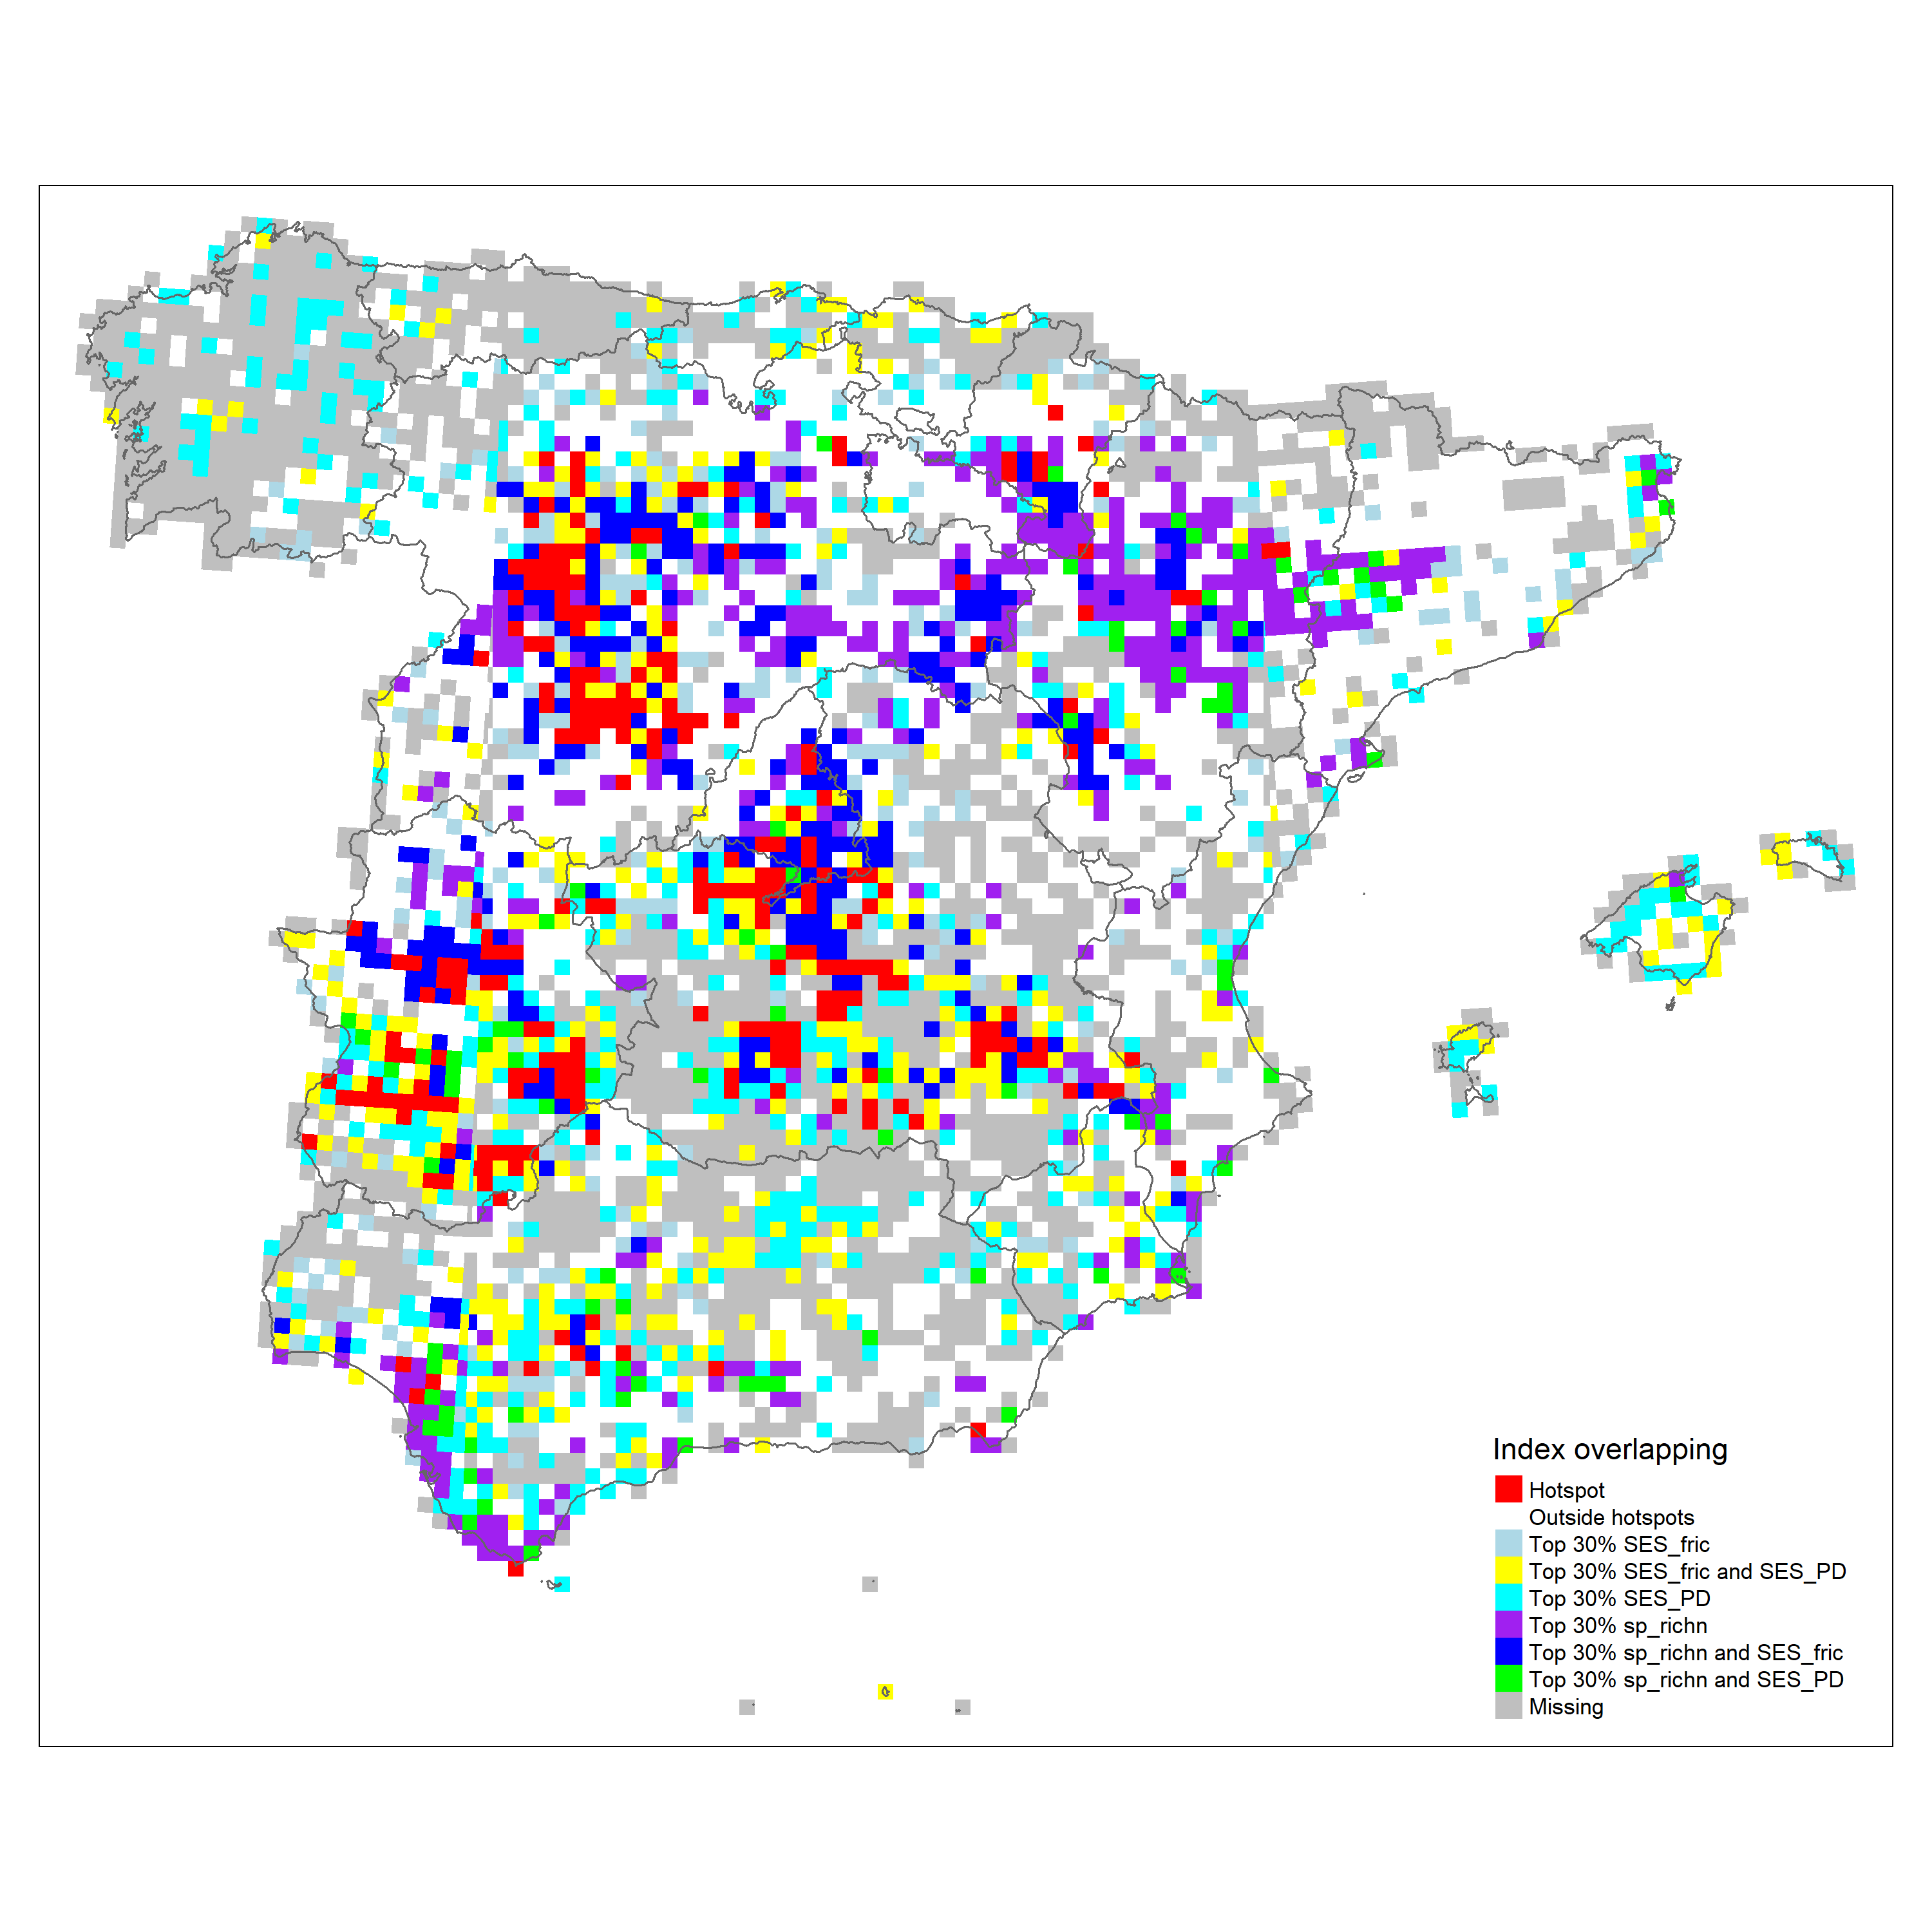 Index overlapping
Hotspot
Outside hotspots
Top 30% SES_fric
Top 30% SES_fric and SES_PD
Top 30% SES_PD
Top 30% sp_richn
Top 30% sp_richn and SES_fric
Top 30% sp_richn and SES_PD
Missing